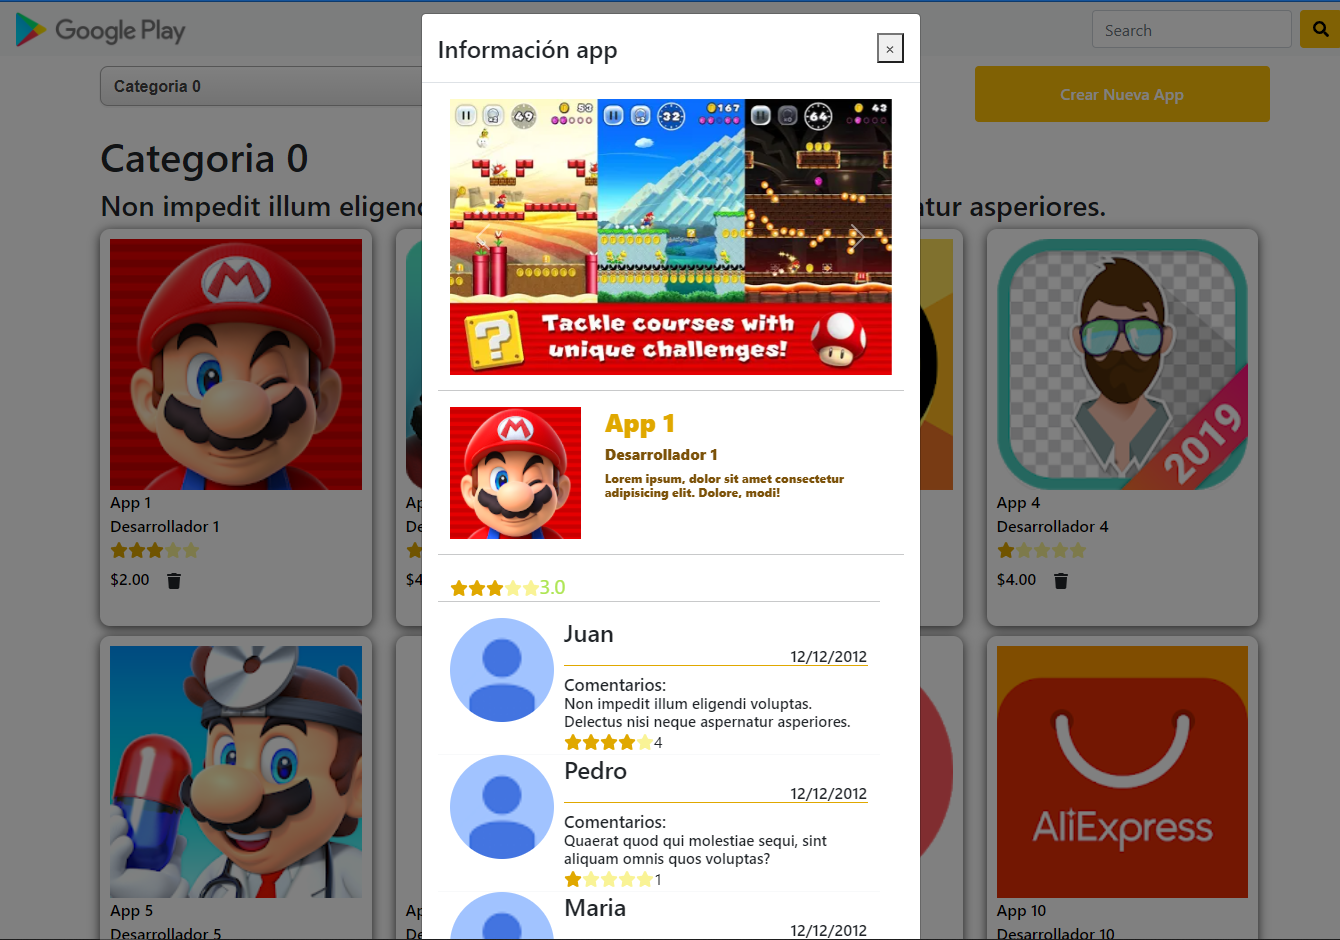 Google Play
Search
Categoria 0
Crear Nueva App
Categoria 0
Non impedit illum eligen
tur asperiores.
Información app
×
49
53
x2
32
167
64
43
Tackle courses with
unique challenges!
App 1
Desarrollador 1
Lorem ipsum, dolor sit amet consectetur
adipisicing elit. Dolore, modi!
3.0
Juan
12/12/2012
Comentarios:
Non impedit illum eligendi voluptas.
Delectus nisi neque aspernatur asperiores.
4
Pedro
12/12/2012
Comentarios:
Quaerat quod qui molestiae sequi, sint
aliquam omnis quos voluptas?
1
Maria
12/12/2012
M
App 1
Desarrollador 1
$2.00
Ap
De
$4
2019
App 4
Desarrollador 4
$4.00
App 5
Desarrollador 5
Ap
De
AliExpress
App 10
Desarrollador 10